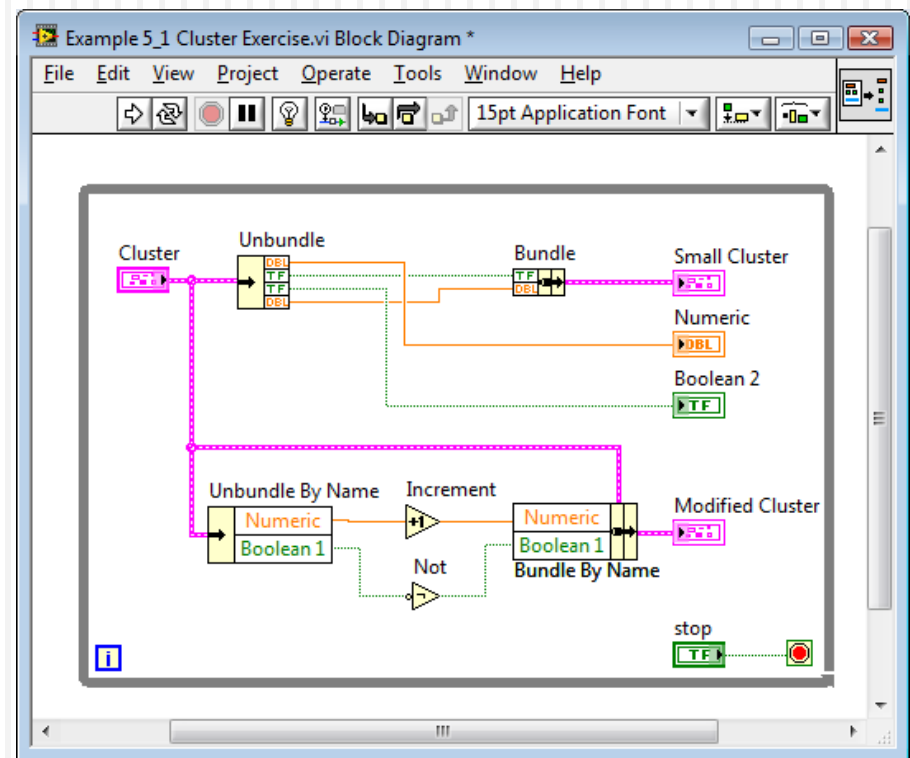 Example 5_1 Cluster Exercise.vi Block Diagram *
File Edit View Project Operate Tools Window Help
15pt Application Font
Cluster
Unbundle
DBL
TF
TF
DBL
Bundle
TF
DBL
Small Cluster
Numeric
DBL
Boolean 2
TF
Unbundle By Name
Numeric
Boolean 1
Increment
+1
Not
Numeric
Boolean 1
Bundle By Name
Modified Cluster
stop
TF
i